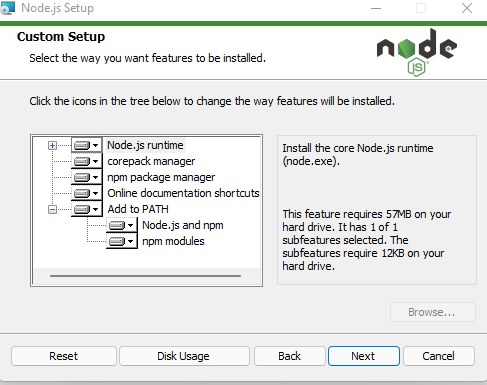 Node.js Setup
Custom Setup
Select the way you want features to be installed.
node
JS
Click the icons in the tree below to change the way features will be installed.
Node.js runtime
corepack manager
npm package manager
Online documentation shortcuts
Add to PATH
Node.js and npm
npm modules
Install the core Node.js runtime
(node.exe).
This feature requires 57MB on your
hard drive. It has 1 of 1
subfeatures selected. The
subfeatures require 12KB on your
hard drive.
Browse...
Reset
Disk Usage
Back
Next
Cancel